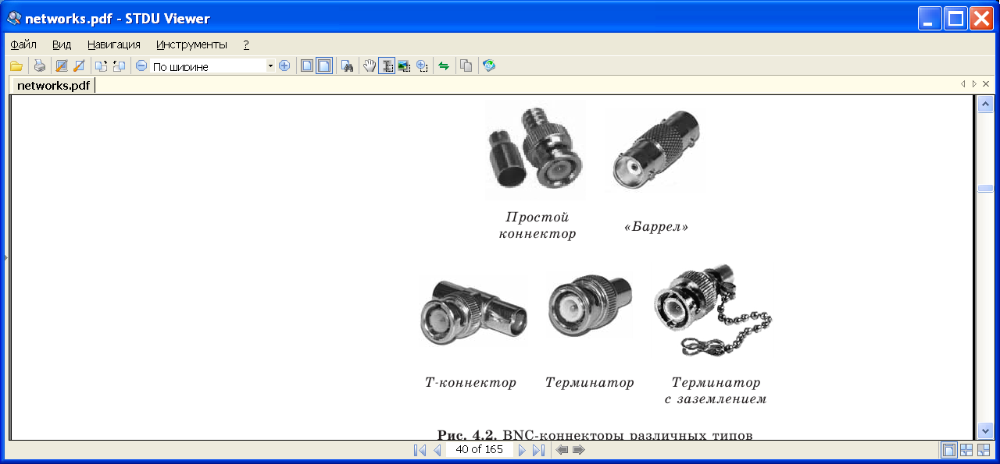 networks.pdf - STDU Viewer
Файл Вид Навигация Инструменты ?
По ширине
networks.pdf
Простой
коннектор
«Баррел»
Т-коннектор
Терминатор
Терминатор
с заземлением
Рис. 4.2. BNC-коннекторы различных типов
40 of 165